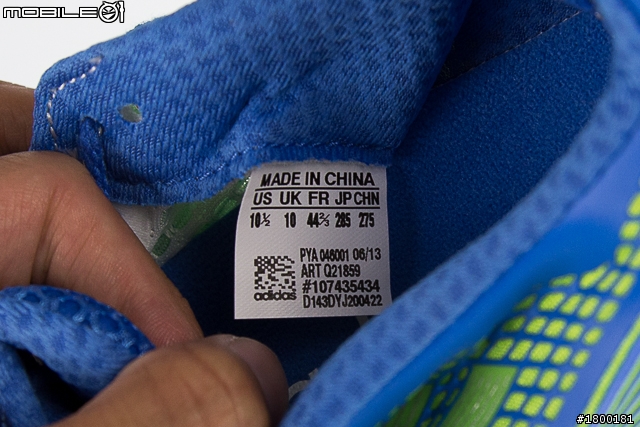 MOBILE01
MADE IN CHINA
US UK FR JP CHN
10½ 10 44⅔ 285 275
PYA 046001 06/13
ART Q21859
#107435434
D143DYJ200422
adidas
#1800181